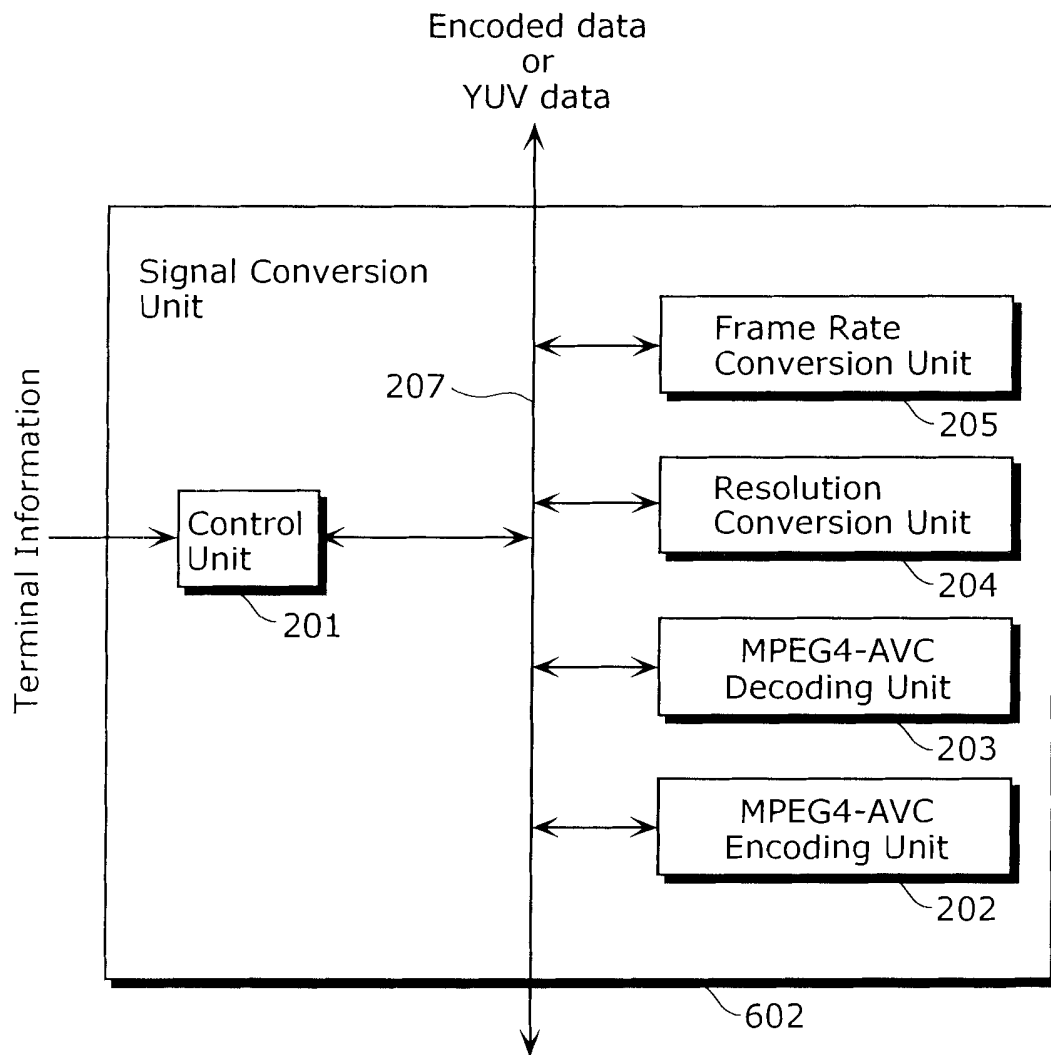 Encoded data
or
YUV data
Signal Conversion
Unit
Frame Rate
Conversion Unit
207
205
Terminal Information
Control
Unit
201
Resolution
Conversion Unit
204
MPEG4-AVC
Decoding Unit
203
MPEG4-AVC
Encoding Unit
202
602